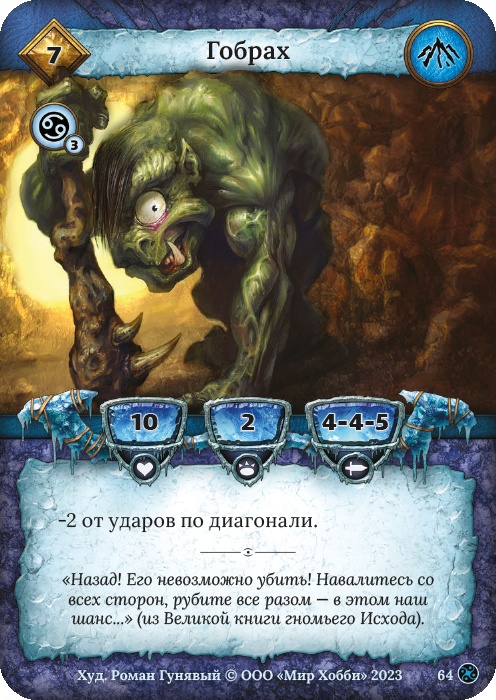 7
Гобрах
3
10
2
4-4-5
-2 от ударов по диагонали.
«Назад! Его невозможно убить! Навалитесь со
всех сторон, рубите все разом — в этом наш
шанс...» (из Великой книги гномьего Исхода).
Худ. Роман Гунявый © ООО «Мир Хобби» 2023
64